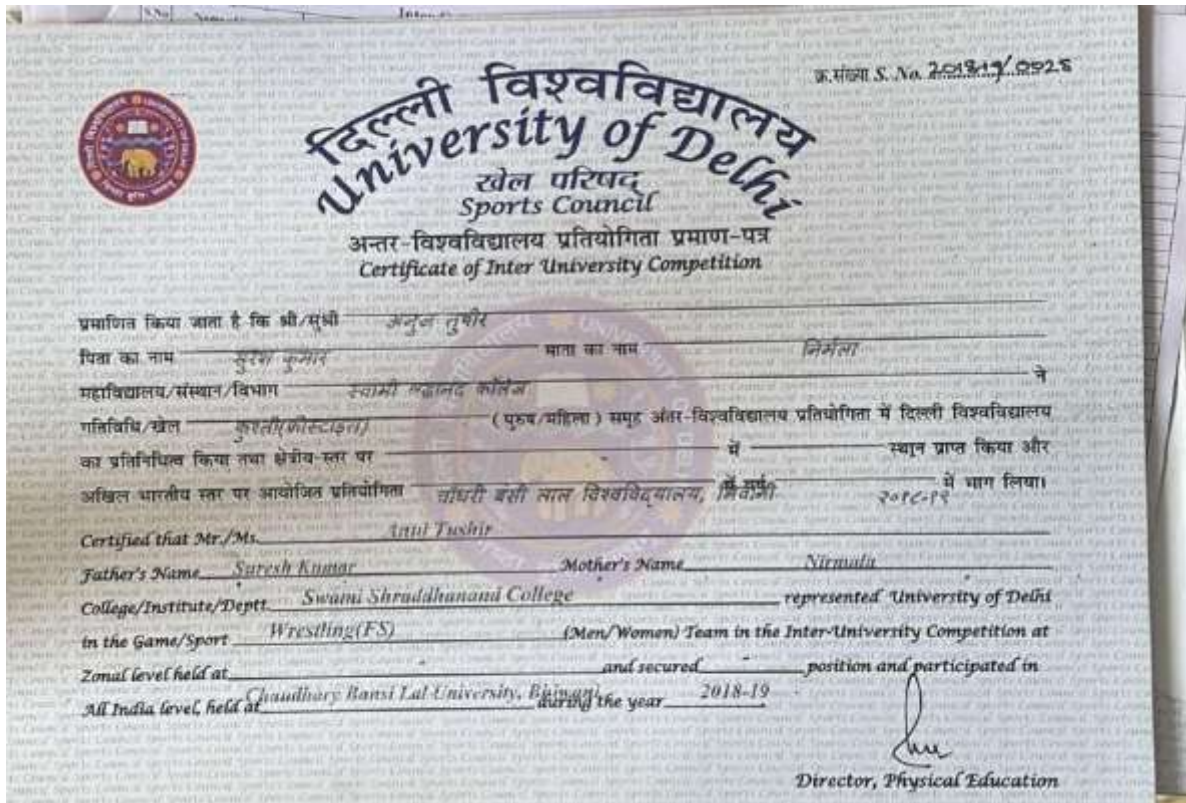 क्र.संख्या S. No. 201819/0928
दिल्ली विश्वविद्यालय
University of Delhi
खेल परिषद्
Sports Council
अन्तर-विश्वविद्यालय प्रतियोगिता प्रमाण-पत्र
Certificate of Inter University Competition
प्रमाणित किया जाता है कि श्री/सुश्री अनुज तुषीर
पिता का नाम सुरेश कुमार माता का नाम निर्मला
महाविद्यालय/संस्थान/विभाग स्वामी श्रद्धानंद कॉलेज ने
गतिविधि/खेल कुश्ती(फ्रीस्टाइल) (पुरुष/महिला) समूह अंतर-विश्वविद्यालय प्रतियोगिता में दिल्ली विश्वविद्यालय
का प्रतिनिधित्व किया तथा क्षेत्रीय-स्तर पर - में स्थान प्राप्त किया और
अखिल भारतीय स्तर पर आयोजित प्रतियोगिता चौधरी बंसी लाल विश्वविद्यालय, भिवानी २०१८-१९ में भाग लिया।
Certified that Mr./Ms. Tushir
Father's Name Suresh Kumar Mother's Name Nirmala
College/Institute/Deptt. Swami Shraddhanand College represented University of Delhi
in the Game/Sport Wrestling(FS) (Men/Women) Team in the Inter-University Competition at
Zonal level held at - and secured - position and participated in
All India level, held at Chaudhary Bansi Lal University, Bhiwani during the year 2018-19
Director, Physical Education